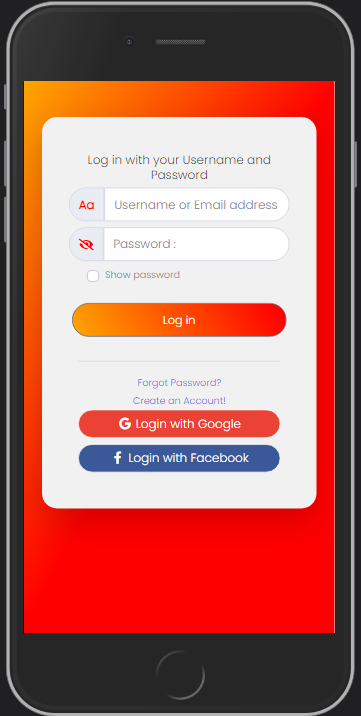 Log in with your Username and
Password
Aa
Username or Email address
Password :
Show password
Log in
Forgot Password?
Create an Account!
G Login with Google
f Login with Facebook